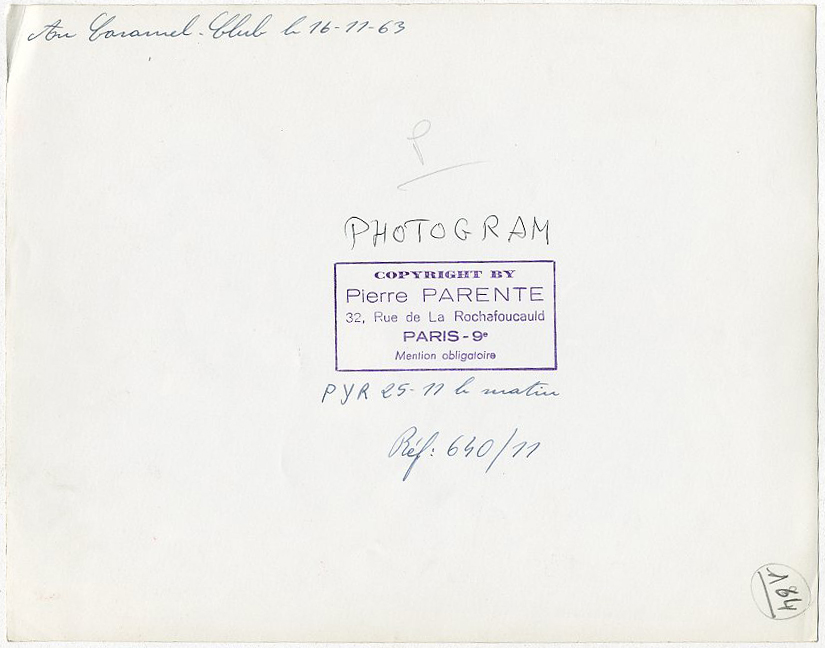 Au Caramel-Club le 16-11-63
P
PHOTOGRAM
COPYRIGHT BY
Pierre PARENTE
32, Rue de La Rochefoucauld
PARIS-9e
Mention obligatoire
PYR 25-11 le matin
Réf: 640/11
184